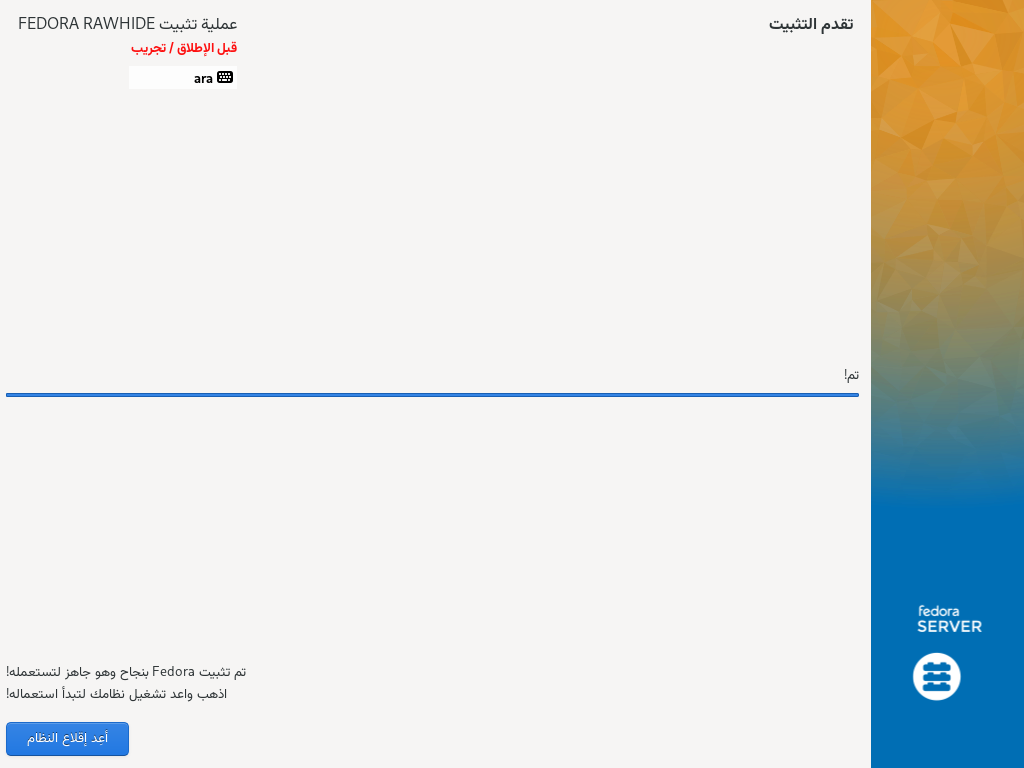 تقدم التثبيت
عملية تثبيت FEDORA RAWHIDE
قبل الإطلاق / تجريب
ara
تم!
fedora
SERVER
تم تثبيت Fedora بنجاح وهو جاهز لتستعمله!
اذهب واعد تشغيل نظامك لتبدأ استعماله!
أعِد إقلاع النظام